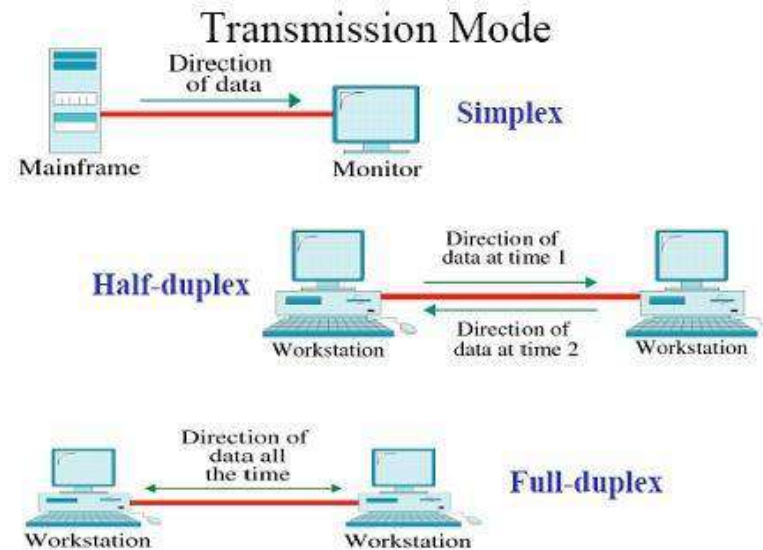 Transmission Mode
Direction
of data
Simplex
Mainframe
Monitor
Direction of
data at time 1
Half-duplex
Direction of
data at time 2
Workstation
Workstation
Direction of
data all
the time
Full-duplex
Workstation
Workstation